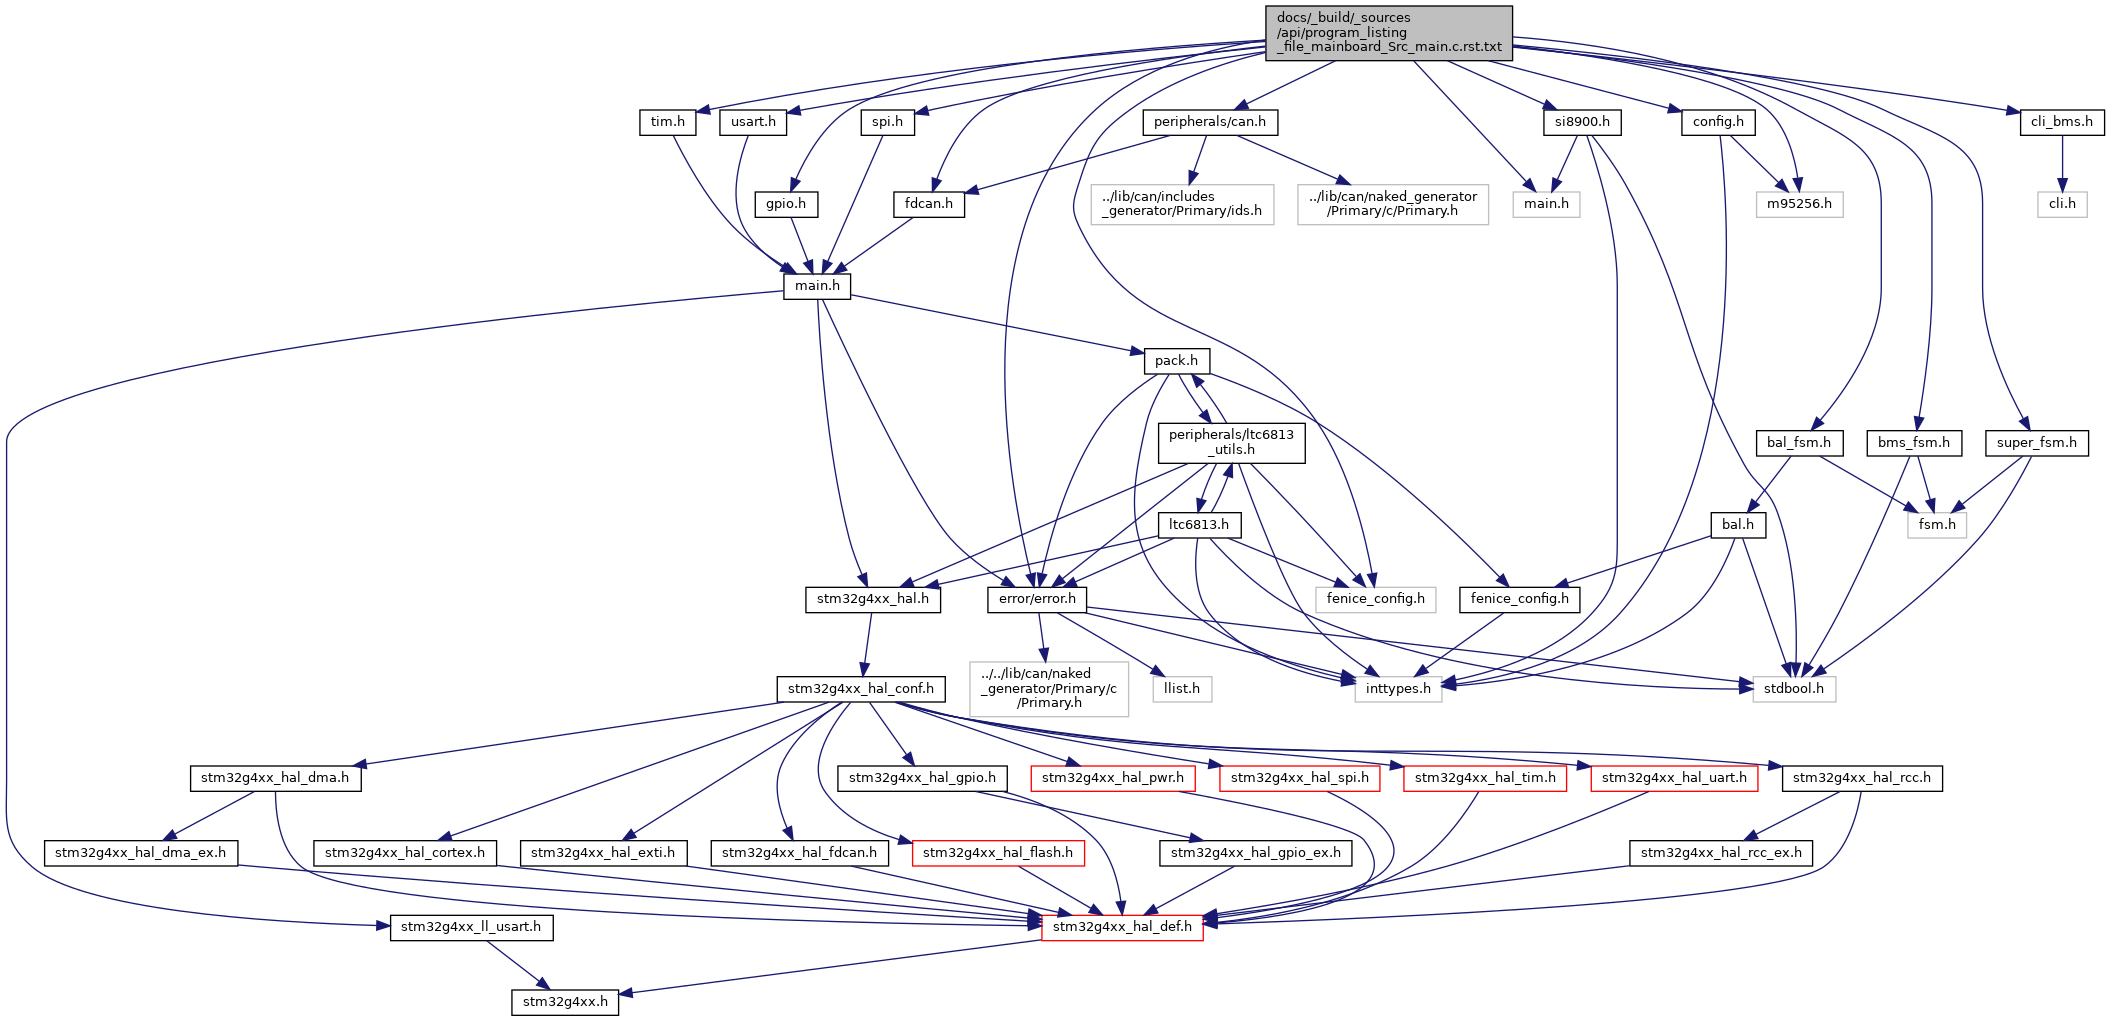 docs/_build/_sources
/api/program_listing
_file_mainboard_Src_main.c.rst.txt
tim.h
usart.h
spi.h
peripherals/can.h
si8900.h
config.h
cli_bms.h
gpio.h
fdcan.h
../lib/can/includes
_generator/Primary/ids.h
../lib/can/naked_generator
/Primary/c/Primary.h
main.h
m95256.h
cli.h
main.h
pack.h
peripherals/ltc6813
_utils.h
bal_fsm.h
bms_fsm.h
super_fsm.h
ltc6813.h
bal.h
fsm.h
stm32g4xx_hal.h
error/error.h
fenice_config.h
fenice_config.h
stm32g4xx_hal_conf.h
../../lib/can/naked
_generator/Primary/c
/Primary.h
llist.h
inttypes.h
stdbool.h
stm32g4xx_hal_dma.h
stm32g4xx_hal_gpio.h
stm32g4xx_hal_pwr.h
stm32g4xx_hal_spi.h
stm32g4xx_hal_tim.h
stm32g4xx_hal_uart.h
stm32g4xx_hal_rcc.h
stm32g4xx_hal_dma_ex.h
stm32g4xx_hal_cortex.h
stm32g4xx_hal_exti.h
stm32g4xx_hal_fdcan.h
stm32g4xx_hal_flash.h
stm32g4xx_hal_gpio_ex.h
stm32g4xx_hal_rcc_ex.h
stm32g4xx_ll_usart.h
stm32g4xx_hal_def.h
stm32g4xx.h